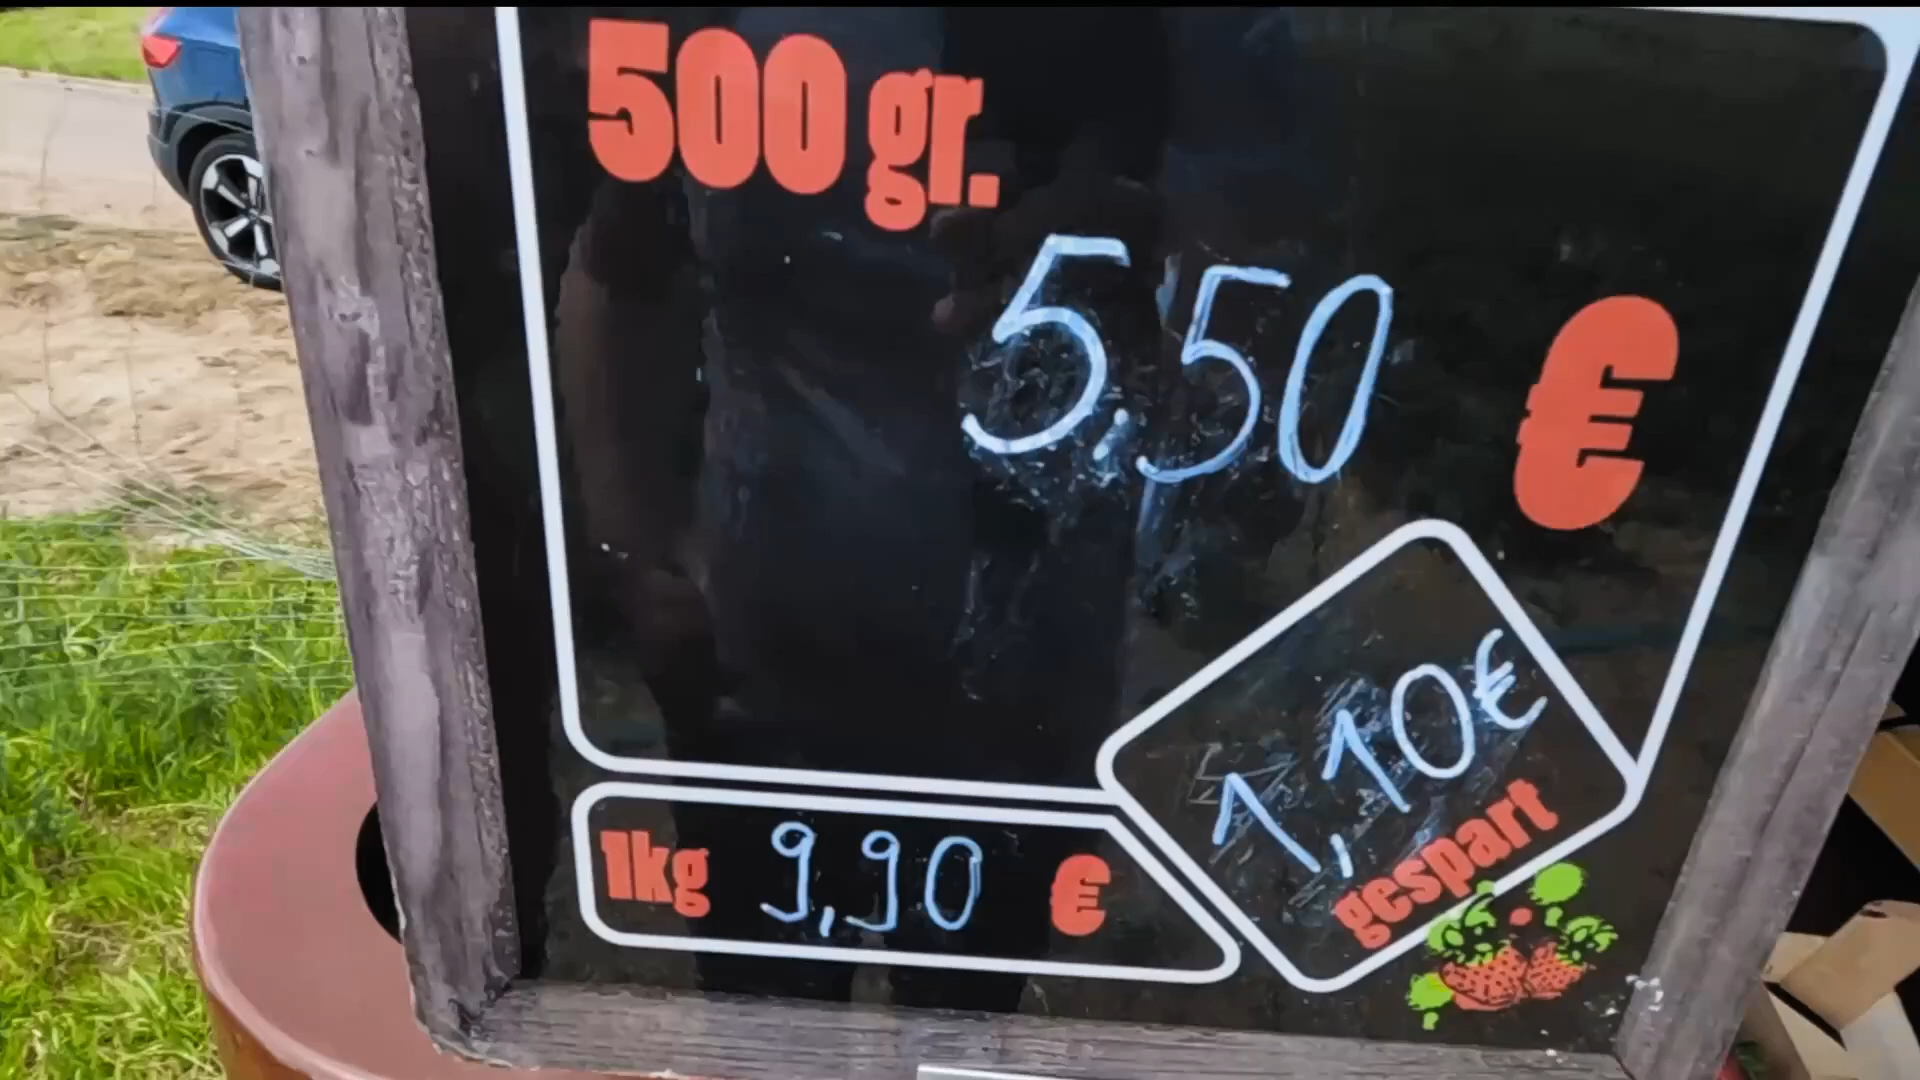 500 gr.
5,50 €
1,10€
gespart
1kg 9,90 €